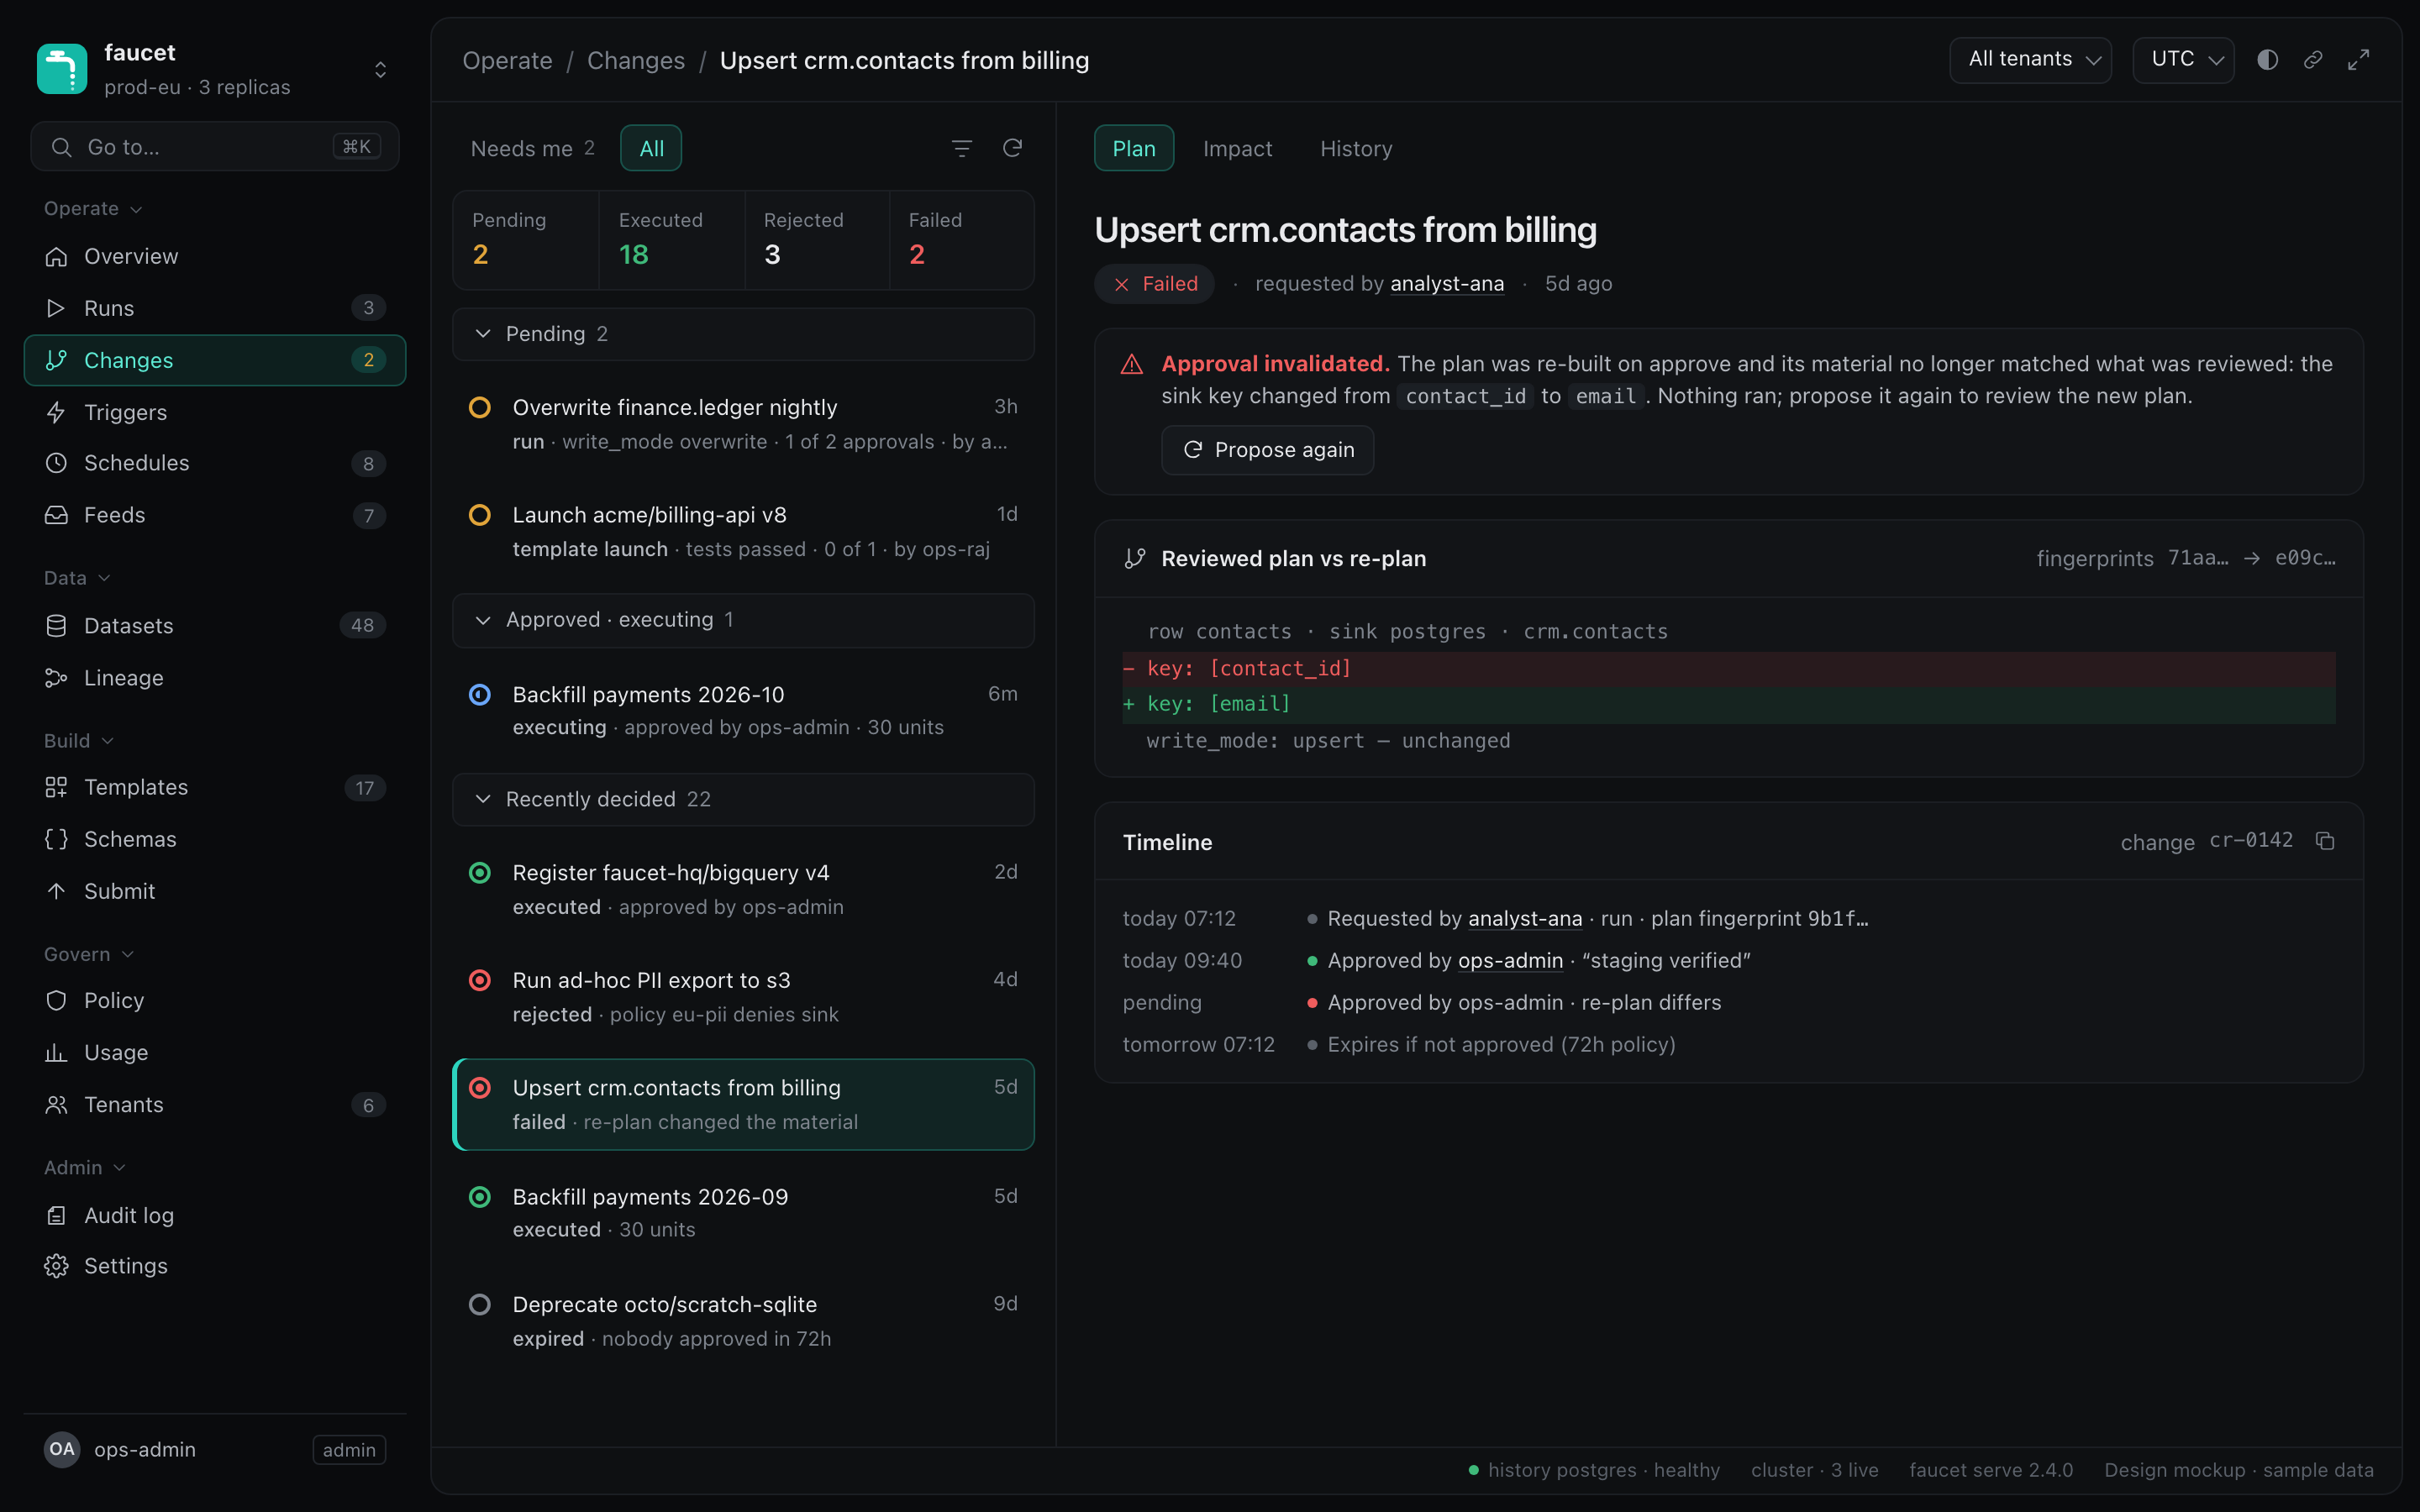 faucet
prod-eu · 3 replicas
Go to... ⌘K
Operate
Overview
Runs 3
Changes 2
Triggers
Schedules 8
Feeds 7
Data
Datasets 48
Lineage
Build
Templates 17
Schemas
Submit
Govern
Policy
Usage
Tenants 6
Admin
Audit log
Settings
OA ops-admin admin
Operate / Changes / Upsert crm.contacts from billing
All tenants UTC
Needs me 2 All
Pending Executed Rejected Failed
2 18 3 2
Pending 2
Overwrite finance.ledger nightly 3h
run · write_mode overwrite · 1 of 2 approvals · by a...
Launch acme/billing-api v8 1d
template launch · tests passed · 0 of 1 · by ops-raj
Approved · executing 1
Backfill payments 2026-10 6m
executing · approved by ops-admin · 30 units
Recently decided 22
Register faucet-hq/bigquery v4 2d
executed · approved by ops-admin
Run ad-hoc PII export to s3 4d
rejected · policy eu-pii denies sink
Upsert crm.contacts from billing 5d
failed · re-plan changed the material
Backfill payments 2026-09 5d
executed · 30 units
Deprecate octo/scratch-sqlite 9d
expired · nobody approved in 72h
Plan Impact History
Upsert crm.contacts from billing
Failed · requested by analyst-ana · 5d ago
Approval invalidated. The plan was re-built on approve and its material no longer matched what was reviewed: the
sink key changed from contact_id to email. Nothing ran; propose it again to review the new plan.
Propose again
Reviewed plan vs re-plan fingerprints 71aa… → e09c…
row contacts · sink postgres · crm.contacts
− key: [contact_id]
+ key: [email]
write_mode: upsert — unchanged
Timeline change cr-0142
today 07:12 Requested by analyst-ana · run · plan fingerprint 9b1f…
today 09:40 Approved by ops-admin · “staging verified”
pending Approved by ops-admin · re-plan differs
tomorrow 07:12 Expires if not approved (72h policy)
history postgres · healthy cluster · 3 live faucet serve 2.4.0 Design mockup · sample data